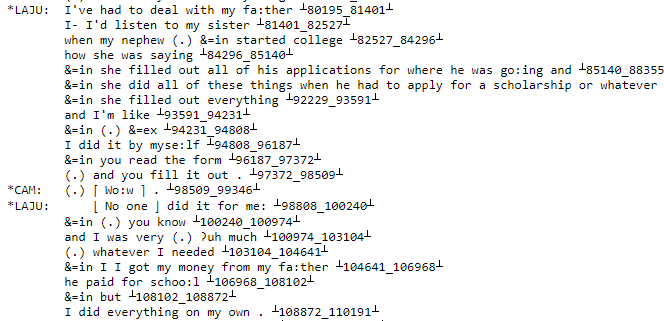 *LAJU: I've had to deal with my fa:ther ┴80195_81401┴
I- I'd listen to my sister ┴81401_82527┴
when my nephew (.) &=in started college ┴82527_84296┴
how she was saying ┴84296_85140┴
&=in she filled out all of his applications for where he was go:ing and ┴85140_88355
&=in she did all of these things when he had to apply for a scholarship or whatever
&=in she filled out everything ┴92229_93591┴
and I'm like ┴93591_94231┴
&=in (.) &=ex ┴94231_94808┴
I did it by myse:lf ┴94808_96187┴
&=in you read the form ┴96187_97372┴
(.) and you fill it out . ┴97372_98509┴
*CAM: (.) ⌈ Wo:w ⌉ . ┴98509_99346┴
*LAJU: ⌊ No one ⌋ did it for me: ┴98808_100240┴
&=in (.) you know ┴100240_100974┴
and I was very (.) ʔuh much ┴100974_103104┴
(.) whatever I needed ┴103104_104641┴
&=in I I got my money from my fa:ther ┴104641_106968┴
he paid for schoo:l ┴106968_108102┴
&=in but ┴108102_108872┴
I did everything on my own . ┴108872_110191┴